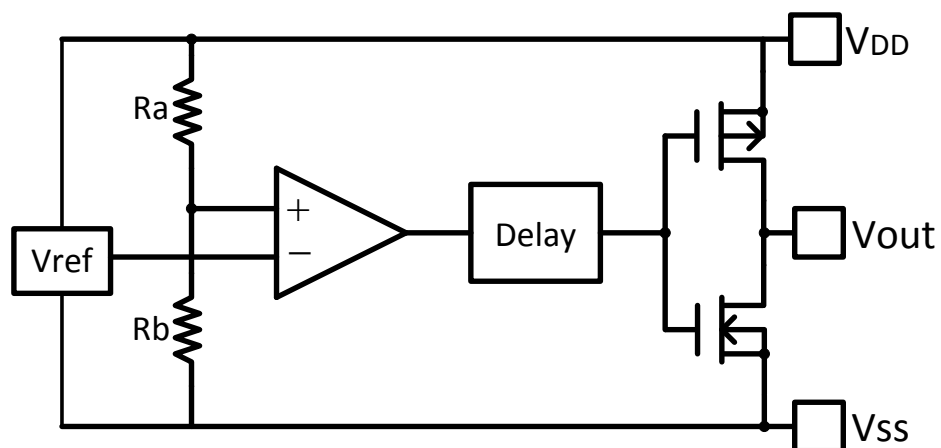 VDD
Ra
+
−
Delay
Vref
Vout
Rb
Vss